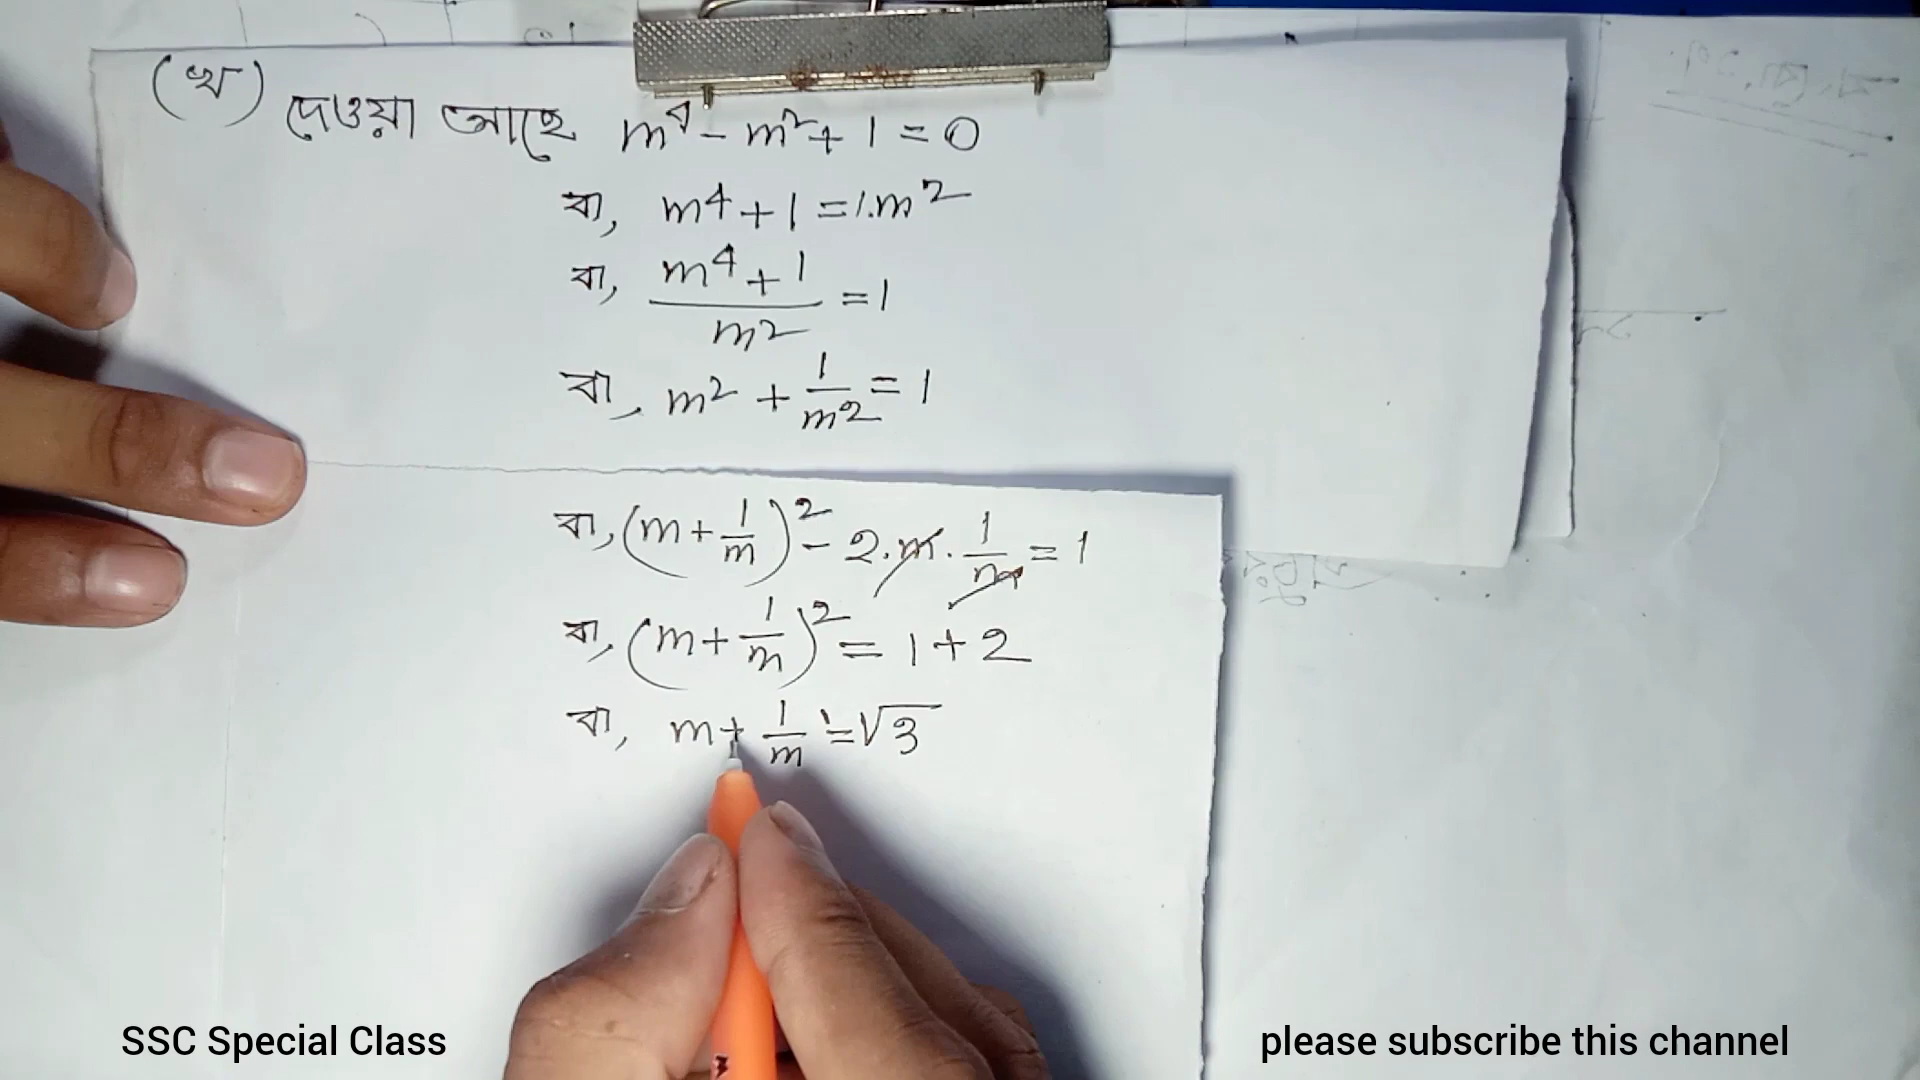 (খ) দেওয়া আছে m⁴ - m² + 1 = 0
বা, m⁴ + 1 = 1.m²
বা, (m⁴ + 1)/m² = 1
বা, m² + 1/m² = 1
বা, (m + 1/m)² - 2.m.1/m = 1
বা, (m + 1/m)² = 1 + 2
বা, m + 1/m = √3
SSC Special Class
please subscribe this channel